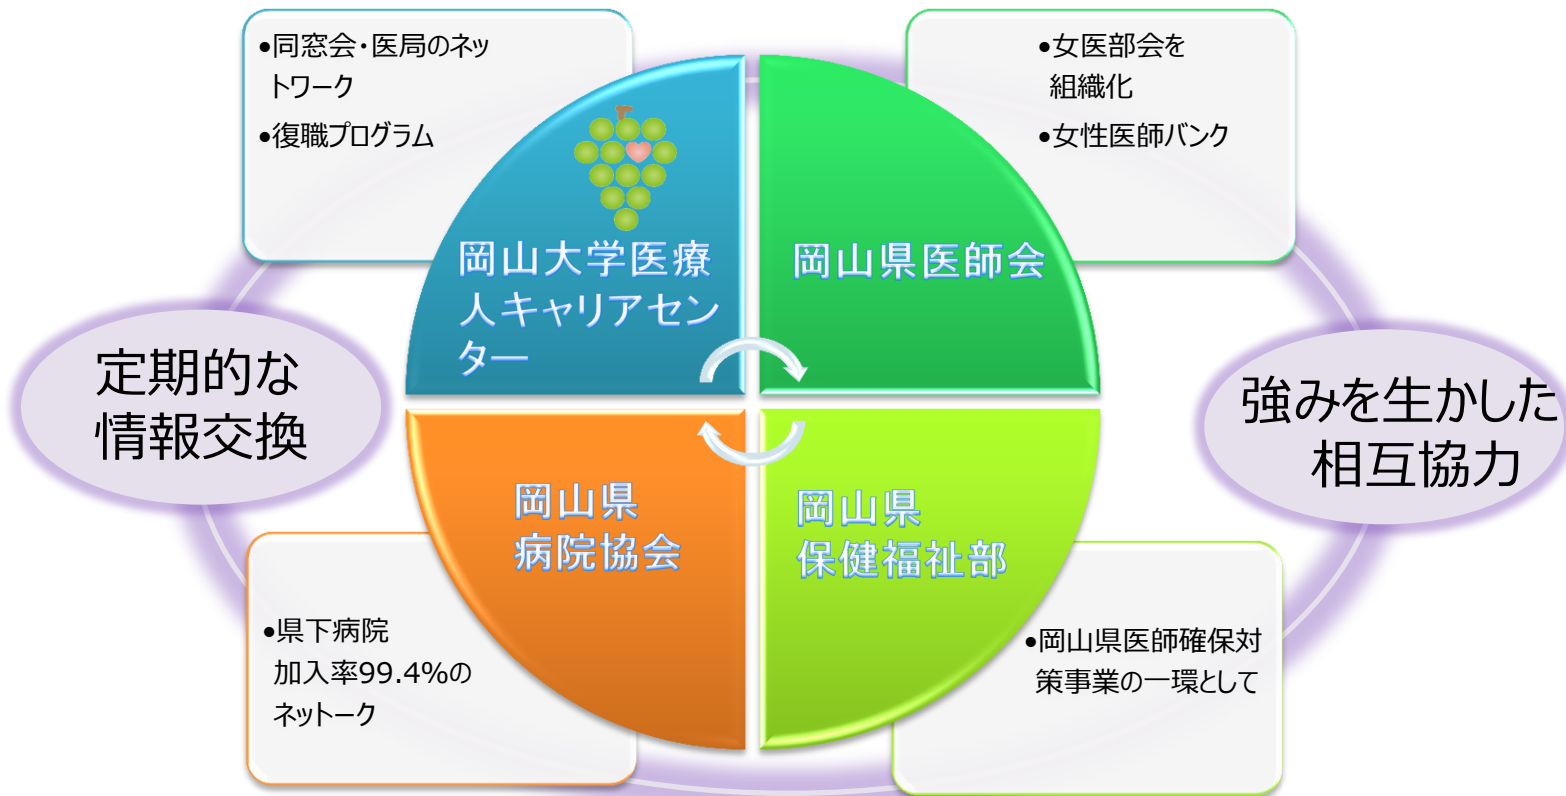 ●同窓会・医局のネッ
トワーク
●復職プログラム
●女医部会を
組織化
●女性医師バンク
岡山大学医療
人キャリアセン
ター
岡山県医師会
定期的な
情報交換
強みを生かした
相互協力
岡山県
病院協会
岡山県
保健福祉部
●県下病院
加入率99.4%の
ネットーク
●岡山県医師確保対
策事業の一環として